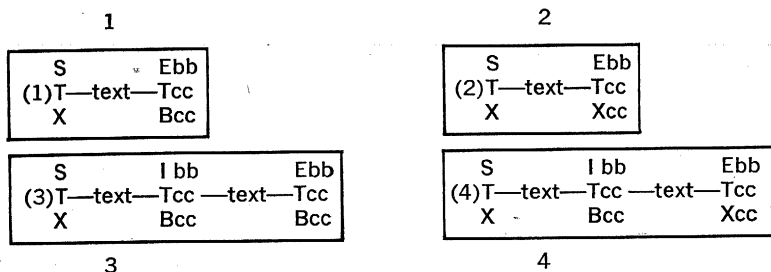 1
S Ebb
(1)T—text—Tcc
X Bcc
2
S Ebb
(2)T—text—Tcc
X Xcc
S I bb Ebb
(3)T—text—Tcc—text—Tcc
X Bcc Bcc
3
S I bb Ebb
(4)T—text—Tcc—text—Tcc
X Bcc Xcc
4